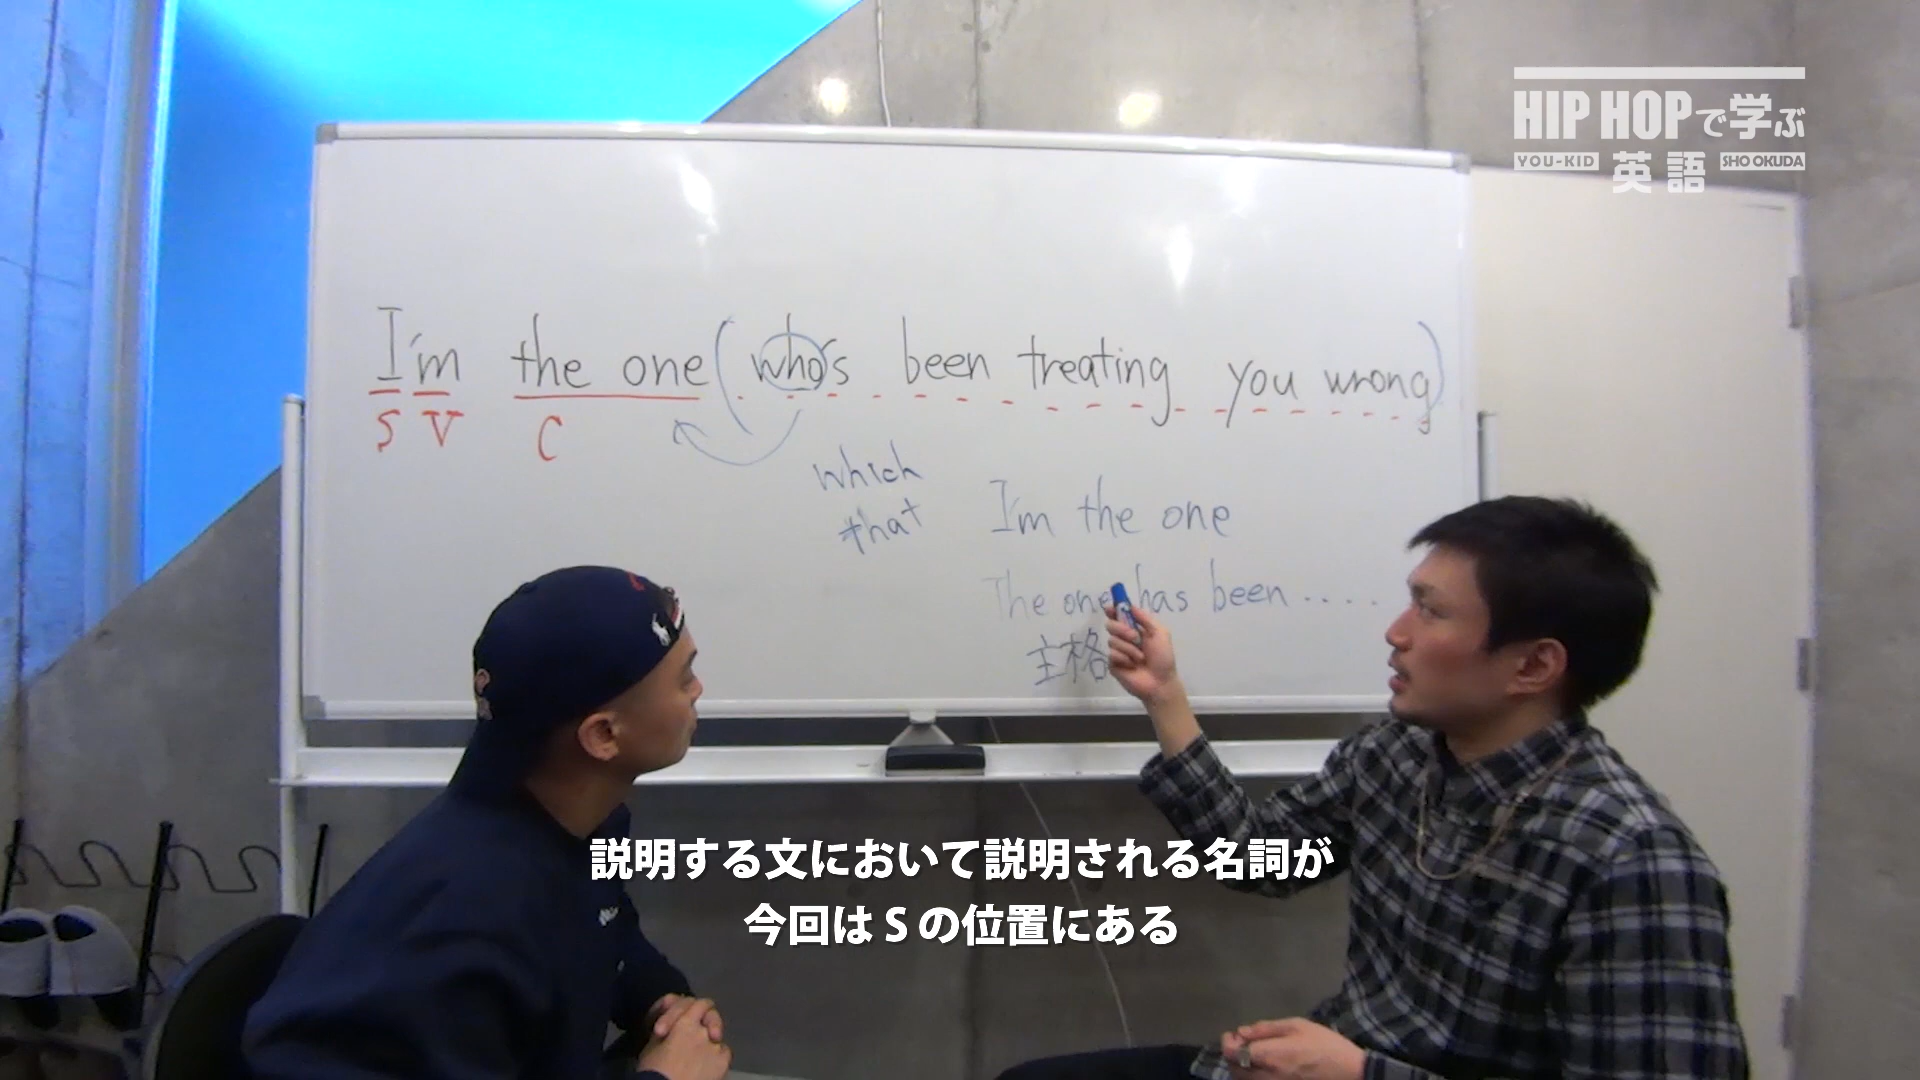 HIP HOPで学ぶ
YOU-KID 英語 SHO OKUDA
I'm the one (who's been treating you wrong)
S V C
which
that
I'm the one
The one has been ‥‥
主格
説明する文において説明される名詞が
今回はSの位置にある